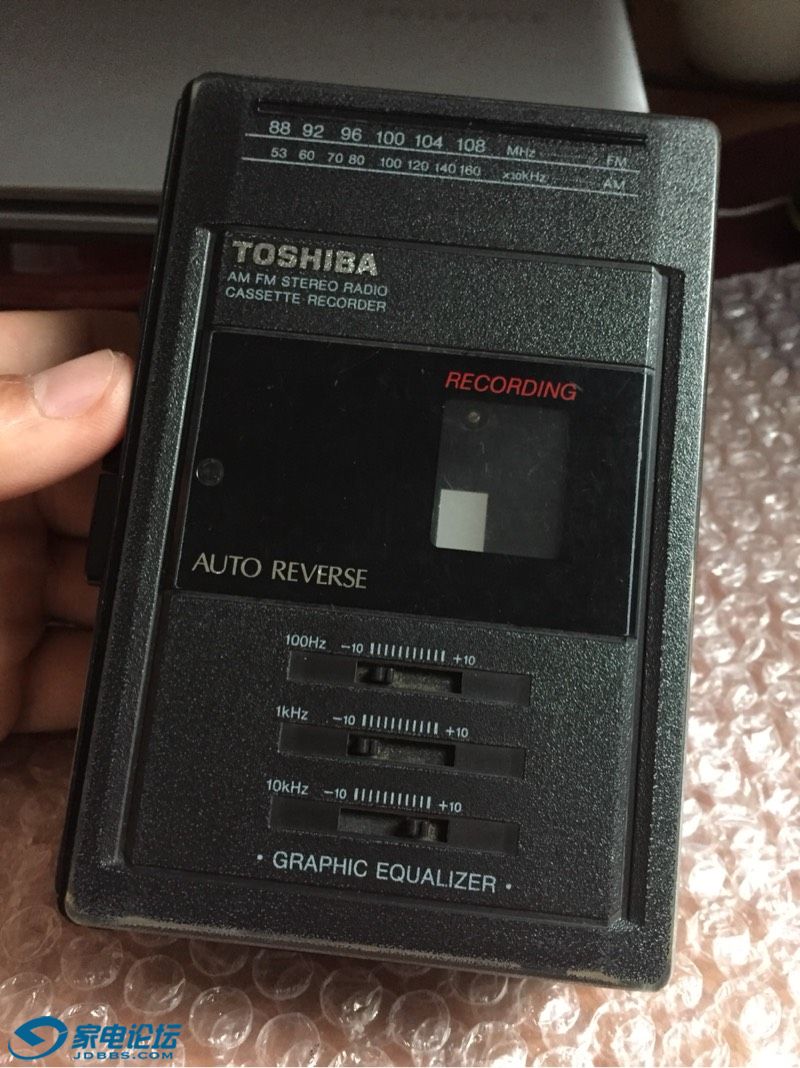 88 92 96 100 104 108 MHz FM
53 60 70 80 100 120 140 160 x10kHz AM
TOSHIBA
AM FM STEREO RADIO
CASSETTE RECORDER
RECORDING
AUTO REVERSE
100Hz -10 +10
1kHz -10 +10
10kHz -10 +10
• GRAPHIC EQUALIZER •
家电论坛
JDBBS.COM